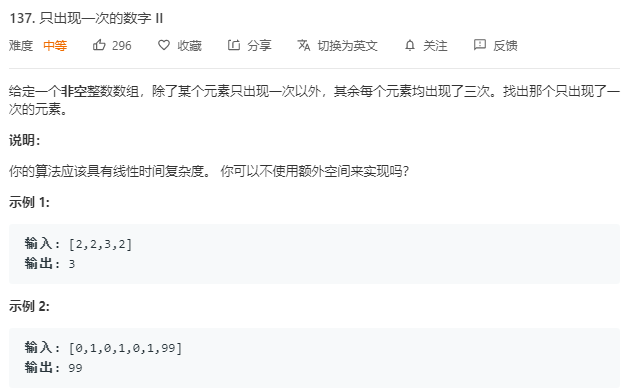 137. 只出现一次的数字 II
难度 中等 296 收藏 分享 切换为英文 关注 反馈
给定一个非空整数数组，除了某个元素只出现一次以外，其余每个元素均出现了三次。找出那个只出现了一
次的元素。
说明：
你的算法应该具有线性时间复杂度。 你可以不使用额外空间来实现吗？
示例 1:
输入: [2,2,3,2]
输出: 3
示例 2:
输入: [0,1,0,1,0,1,99]
输出: 99